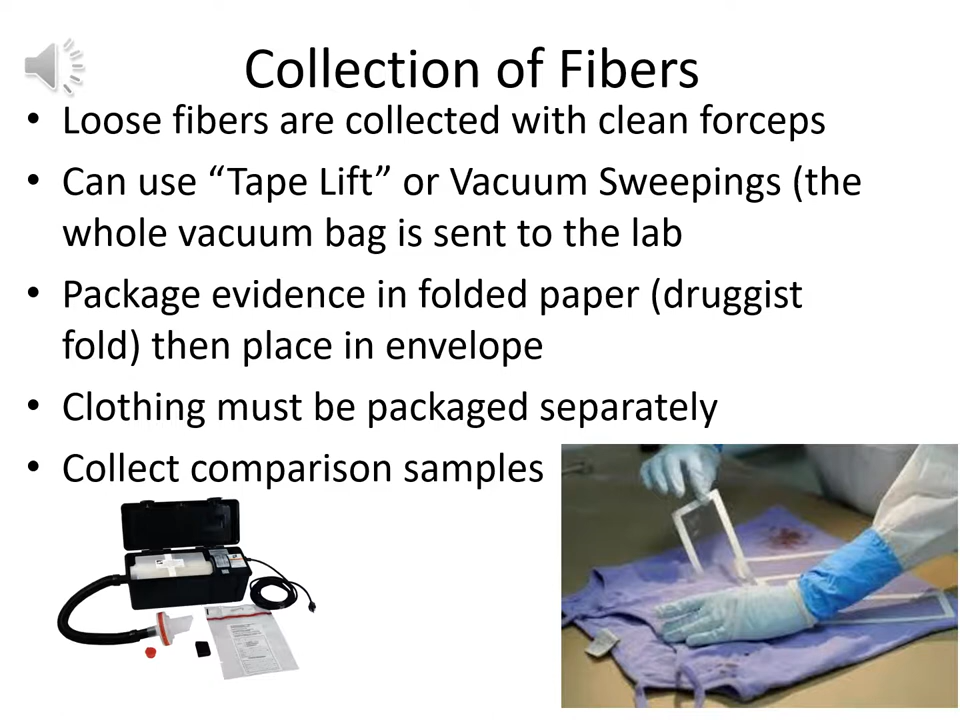 Collection of Fibers
• Loose fibers are collected with clean forceps
• Can use “Tape Lift” or Vacuum Sweepings (the
whole vacuum bag is sent to the lab
• Package evidence in folded paper (druggist
fold) then place in envelope
• Clothing must be packaged separately
• Collect comparison samples